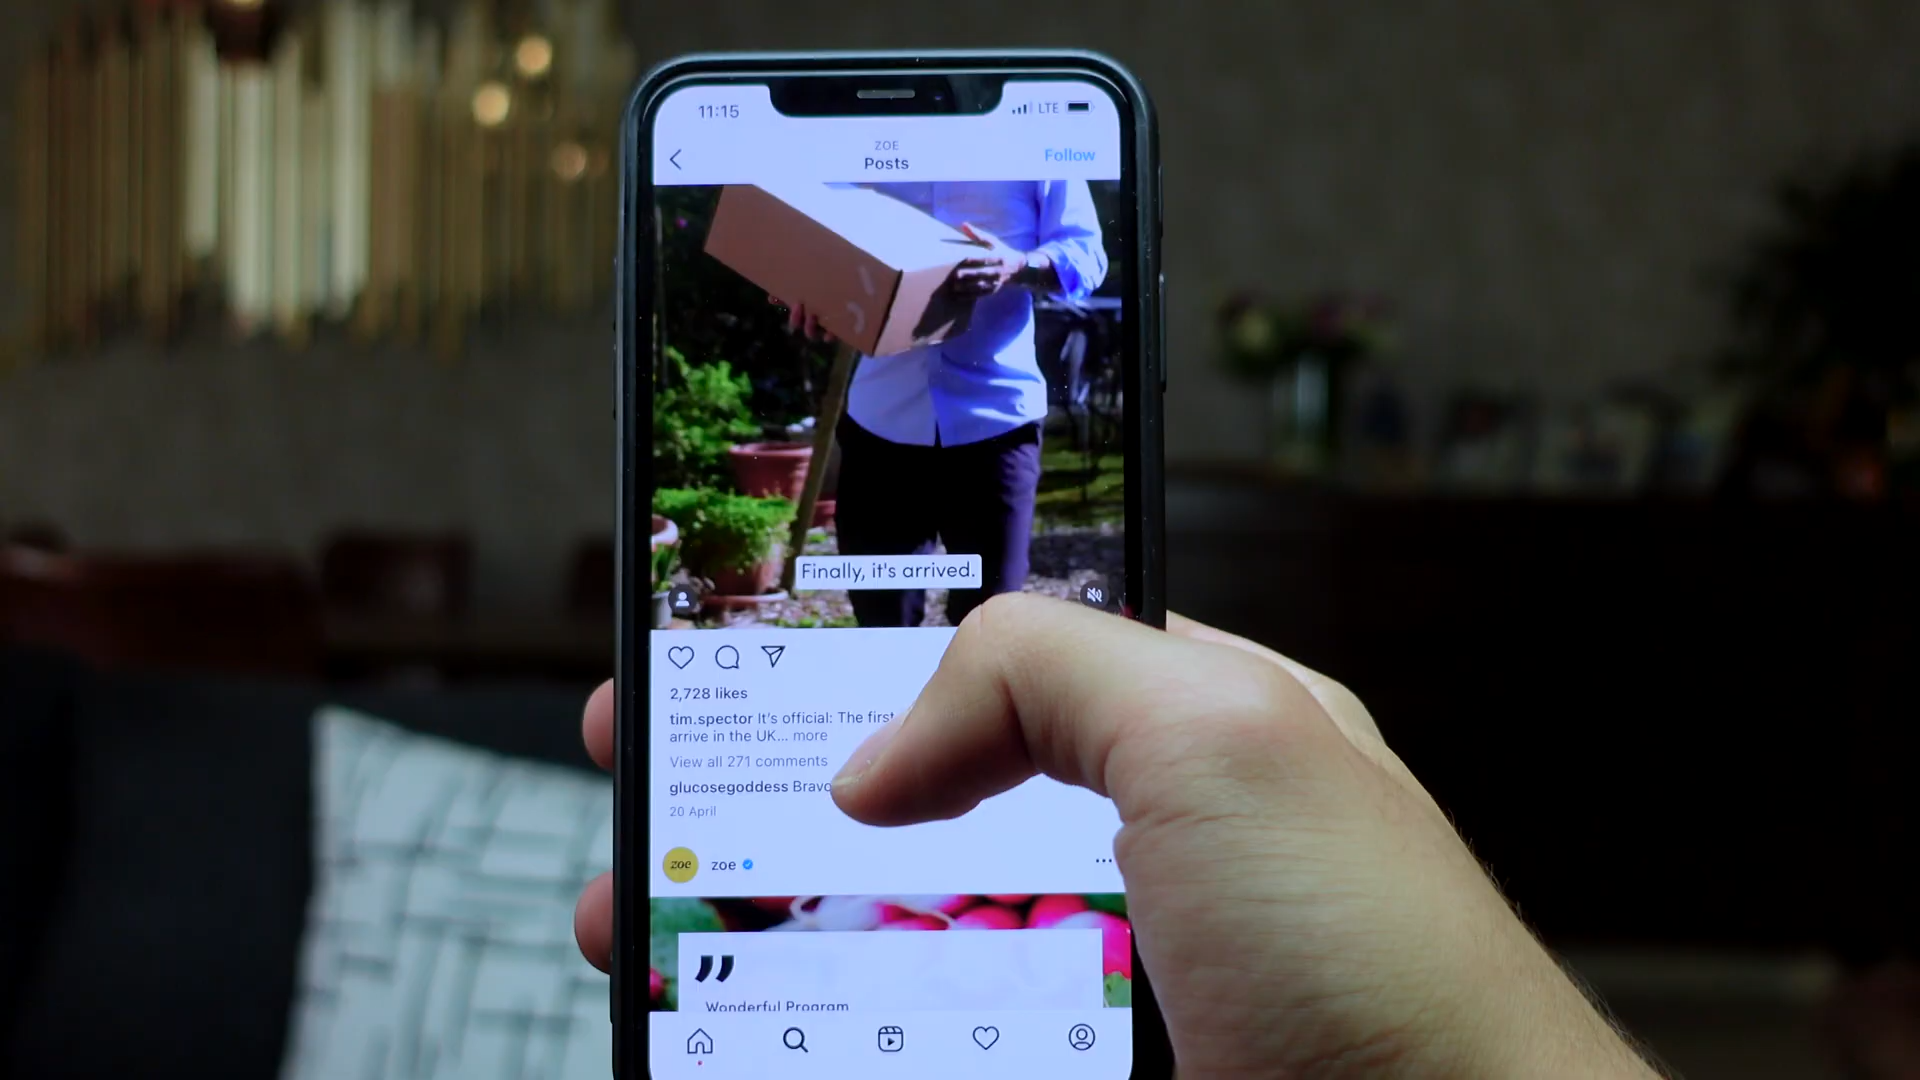 11:15
LTE
ZOE
Posts
Follow
Finally, it's arrived.
2,728 likes
tim.spector It's official: The first
arrive in the UK... more
View all 271 comments
glucosegoddess Bravo
20 April
zoe
zoe
”
Wonderful Program